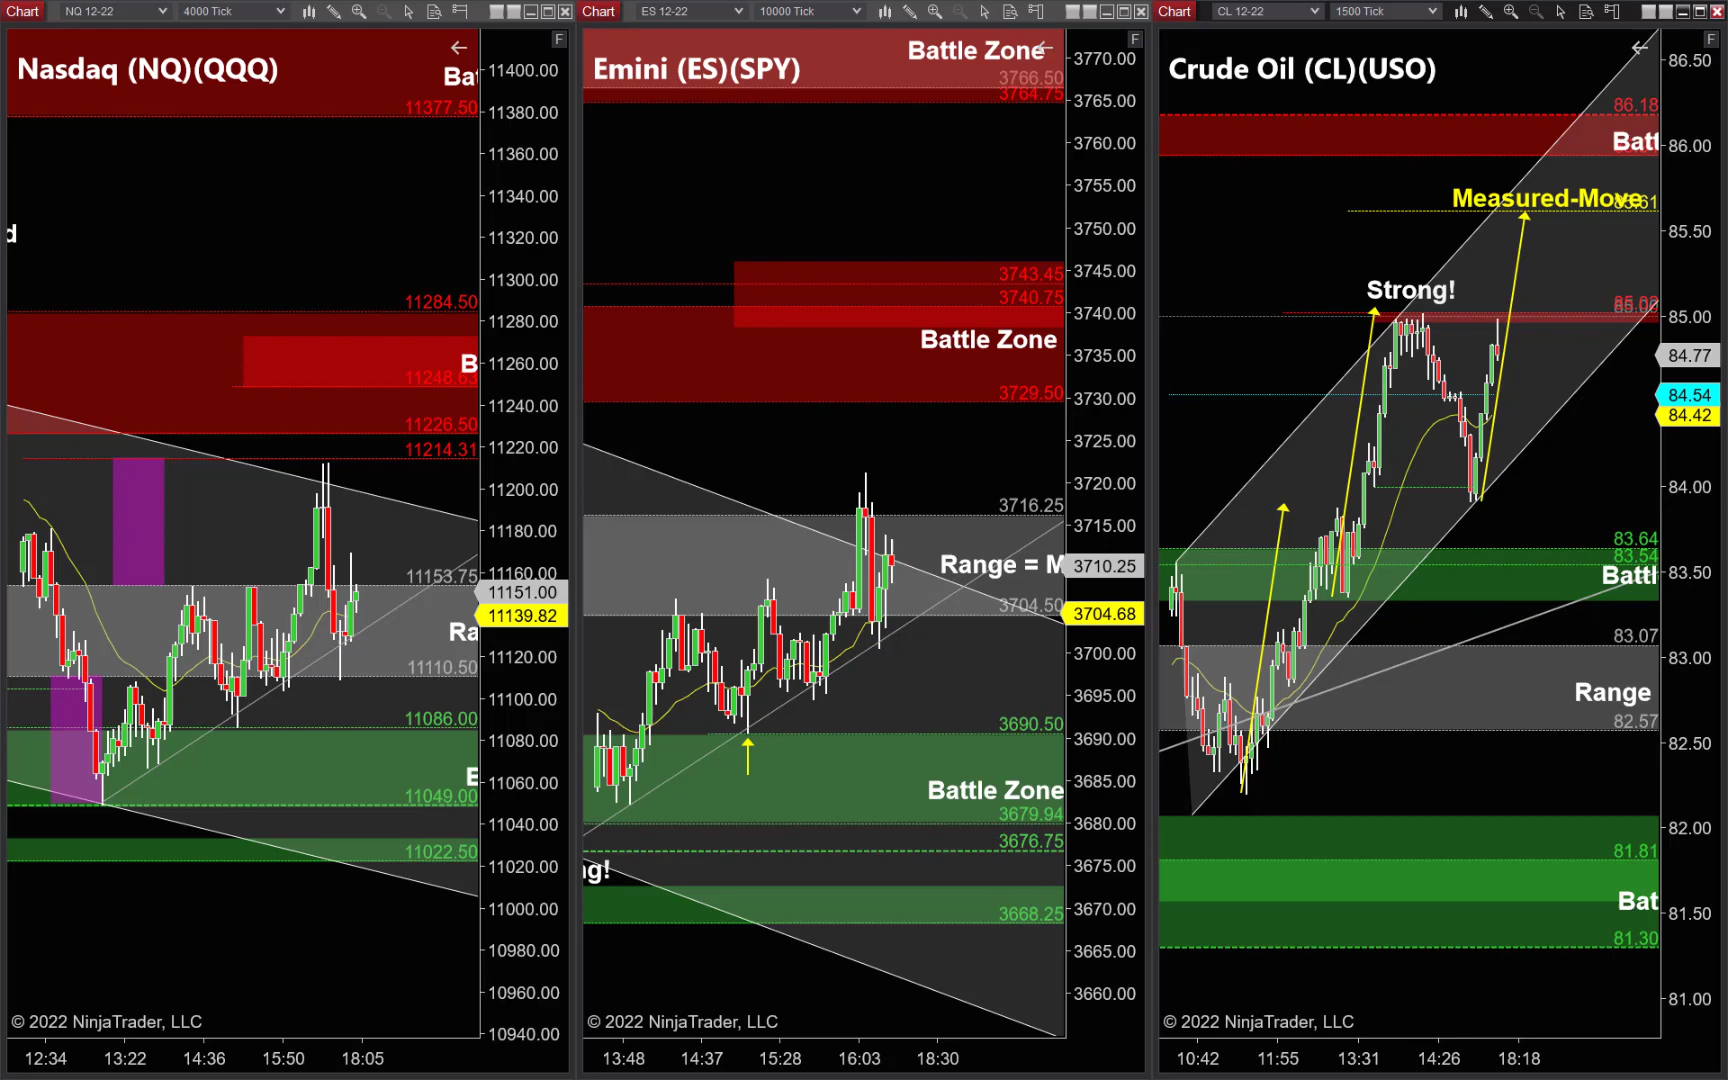 Chart NQ 12-22 4000 Tick
Chart ES 12-22 10000 Tick
Chart CL 12-22 1500 Tick
Nasdaq (NQ)(QQQ)
F
Bat
11377.50
d
11284.50
B
11248.63
11226.50
11214.31
11153.75
Ra
11110.50
11086.00
E
11049.00
11022.50
11400.00
11380.00
11360.00
11340.00
11320.00
11300.00
11280.00
11260.00
11240.00
11220.00
11200.00
11180.00
11160.00
11151.00
11139.82
11120.00
11100.00
11080.00
11060.00
11040.00
11020.00
11000.00
10980.00
10960.00
10940.00
© 2022 NinjaTrader, LLC
12:34 13:22 14:36 15:50 18:05
Emini (ES)(SPY)
F
Battle Zone
3766.50
3764.75
3743.45
3740.75
Battle Zone
3729.50
3716.25
Range = M
3704.50
3690.50
Battle Zone
3679.94
3676.75
ng!
3668.25
3770.00
3765.00
3760.00
3755.00
3750.00
3745.00
3740.00
3735.00
3730.00
3725.00
3720.00
3715.00
3710.25
3704.68
3700.00
3695.00
3690.00
3685.00
3680.00
3675.00
3670.00
3665.00
3660.00
© 2022 NinjaTrader, LLC
13:48 14:37 15:28 16:03 18:30
Crude Oil (CL)(USO)
F
86.18
Batt
Measured-Move
85.61
Strong!
85.00
83.64
83.54
Battl
83.07
Range
82.57
81.81
Bat
81.30
86.50
86.00
85.50
85.00
84.77
84.54
84.42
84.00
83.50
83.00
82.50
82.00
81.50
81.00
© 2022 NinjaTrader, LLC
10:42 11:55 13:31 14:26 18:18